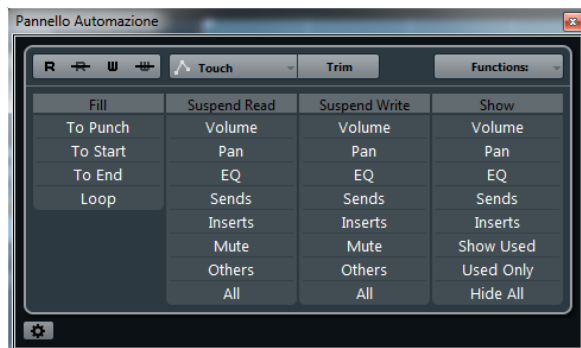 Pannello Automazione
R R W W Touch Trim Functions:
Fill Suspend Read Suspend Write Show
To Punch Volume Volume Volume
To Start Pan Pan Pan
To End EQ EQ EQ
Loop Sends Sends Sends
Inserts Inserts Inserts
Mute Mute Show Used
Others Others Used Only
All All Hide All